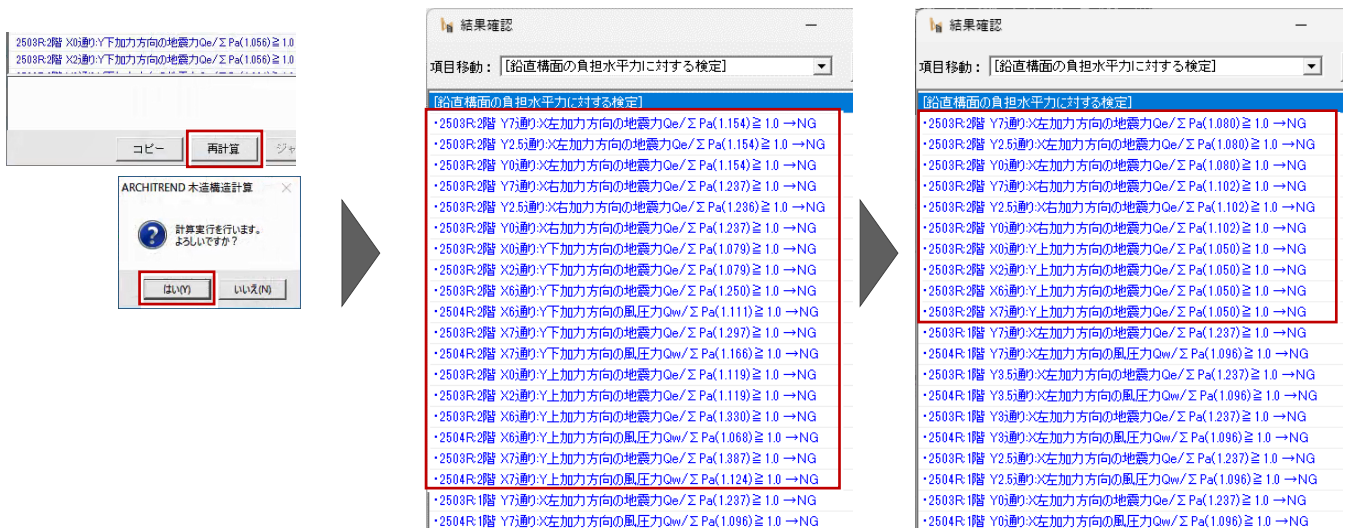 2503R:2階 X0通り:Y下加力方向の地震力Qe/ΣPa(1.056)≧1.0
2503R:2階 X2通り:Y下加力方向の地震力Qe/ΣPa(1.056)≧1.0
コピー
再計算
ジャ
ARCHITREND 木造構造計算
計算実行を行います。
よろしいですか？
はい(Y)
いいえ(N)
結果確認
項目移動：
[鉛直構面の負担水平力に対する検定]
[鉛直構面の負担水平力に対する検定]
・2503R:2階 Y7通り:X左加力方向の地震力Qe/ΣPa(1.154)≧1.0 →NG
・2503R:2階 Y2.5通り:X左加力方向の地震力Qe/ΣPa(1.154)≧1.0 →NG
・2503R:2階 Y0通り:X左加力方向の地震力Qe/ΣPa(1.154)≧1.0 →NG
・2503R:2階 Y7通り:X右加力方向の地震力Qe/ΣPa(1.237)≧1.0 →NG
・2503R:2階 Y2.5通り:X右加力方向の地震力Qe/ΣPa(1.236)≧1.0 →NG
・2503R:2階 Y0通り:X右加力方向の地震力Qe/ΣPa(1.237)≧1.0 →NG
・2503R:2階 X0通り:Y下加力方向の地震力Qe/ΣPa(1.079)≧1.0 →NG
・2503R:2階 X2通り:Y下加力方向の地震力Qe/ΣPa(1.079)≧1.0 →NG
・2503R:2階 X6通り:Y下加力方向の地震力Qe/ΣPa(1.250)≧1.0 →NG
・2504R:2階 X6通り:Y下加力方向の風圧力Qw/ΣPa(1.111)≧1.0 →NG
・2503R:2階 X7通り:Y下加力方向の地震力Qe/ΣPa(1.297)≧1.0 →NG
・2504R:2階 X7通り:Y下加力方向の風圧力Qw/ΣPa(1.166)≧1.0 →NG
・2503R:2階 X0通り:Y上加力方向の地震力Qe/ΣPa(1.119)≧1.0 →NG
・2503R:2階 X2通り:Y上加力方向の地震力Qe/ΣPa(1.119)≧1.0 →NG
・2503R:2階 X6通り:Y上加力方向の地震力Qe/ΣPa(1.330)≧1.0 →NG
・2504R:2階 X6通り:Y上加力方向の風圧力Qw/ΣPa(1.068)≧1.0 →NG
・2503R:2階 X7通り:Y上加力方向の地震力Qe/ΣPa(1.387)≧1.0 →NG
・2504R:2階 X7通り:Y上加力方向の風圧力Qw/ΣPa(1.124)≧1.0 →NG
・2503R:1階 Y7通り:X左加力方向の地震力Qe/ΣPa(1.237)≧1.0 →NG
・2504R:1階 Y7通り:X左加力方向の風圧力Qw/ΣPa(1.096)≧1.0 →NG
結果確認
項目移動：
[鉛直構面の負担水平力に対する検定]
[鉛直構面の負担水平力に対する検定]
・2503R:2階 Y7通り:X左加力方向の地震力Qe/ΣPa(1.080)≧1.0 →NG
・2503R:2階 Y2.5通り:X左加力方向の地震力Qe/ΣPa(1.080)≧1.0 →NG
・2503R:2階 Y0通り:X左加力方向の地震力Qe/ΣPa(1.080)≧1.0 →NG
・2503R:2階 Y7通り:X右加力方向の地震力Qe/ΣPa(1.102)≧1.0 →NG
・2503R:2階 Y2.5通り:X右加力方向の地震力Qe/ΣPa(1.102)≧1.0 →NG
・2503R:2階 Y0通り:X右加力方向の地震力Qe/ΣPa(1.102)≧1.0 →NG
・2503R:2階 X0通り:Y上加力方向の地震力Qe/ΣPa(1.050)≧1.0 →NG
・2503R:2階 X2通り:Y上加力方向の地震力Qe/ΣPa(1.050)≧1.0 →NG
・2503R:2階 X6通り:Y上加力方向の地震力Qe/ΣPa(1.050)≧1.0 →NG
・2503R:2階 X7通り:Y上加力方向の地震力Qe/ΣPa(1.050)≧1.0 →NG
・2503R:1階 Y7通り:X左加力方向の地震力Qe/ΣPa(1.237)≧1.0 →NG
・2504R:1階 Y7通り:X左加力方向の風圧力Qw/ΣPa(1.096)≧1.0 →NG
・2503R:1階 Y3.5通り:X左加力方向の地震力Qe/ΣPa(1.237)≧1.0 →NG
・2504R:1階 Y3.5通り:X左加力方向の風圧力Qw/ΣPa(1.096)≧1.0 →NG
・2503R:1階 Y3通り:X左加力方向の地震力Qe/ΣPa(1.237)≧1.0 →NG
・2504R:1階 Y3通り:X左加力方向の風圧力Qw/ΣPa(1.096)≧1.0 →NG
・2503R:1階 Y2.5通り:X左加力方向の地震力Qe/ΣPa(1.237)≧1.0 →NG
・2504R:1階 Y2.5通り:X左加力方向の風圧力Qw/ΣPa(1.096)≧1.0 →NG
・2503R:1階 Y0通り:X左加力方向の地震力Qe/ΣPa(1.237)≧1.0 →NG
・2504R:1階 Y0通り:X左加力方向の風圧力Qw/ΣPa(1.096)≧1.0 →NG